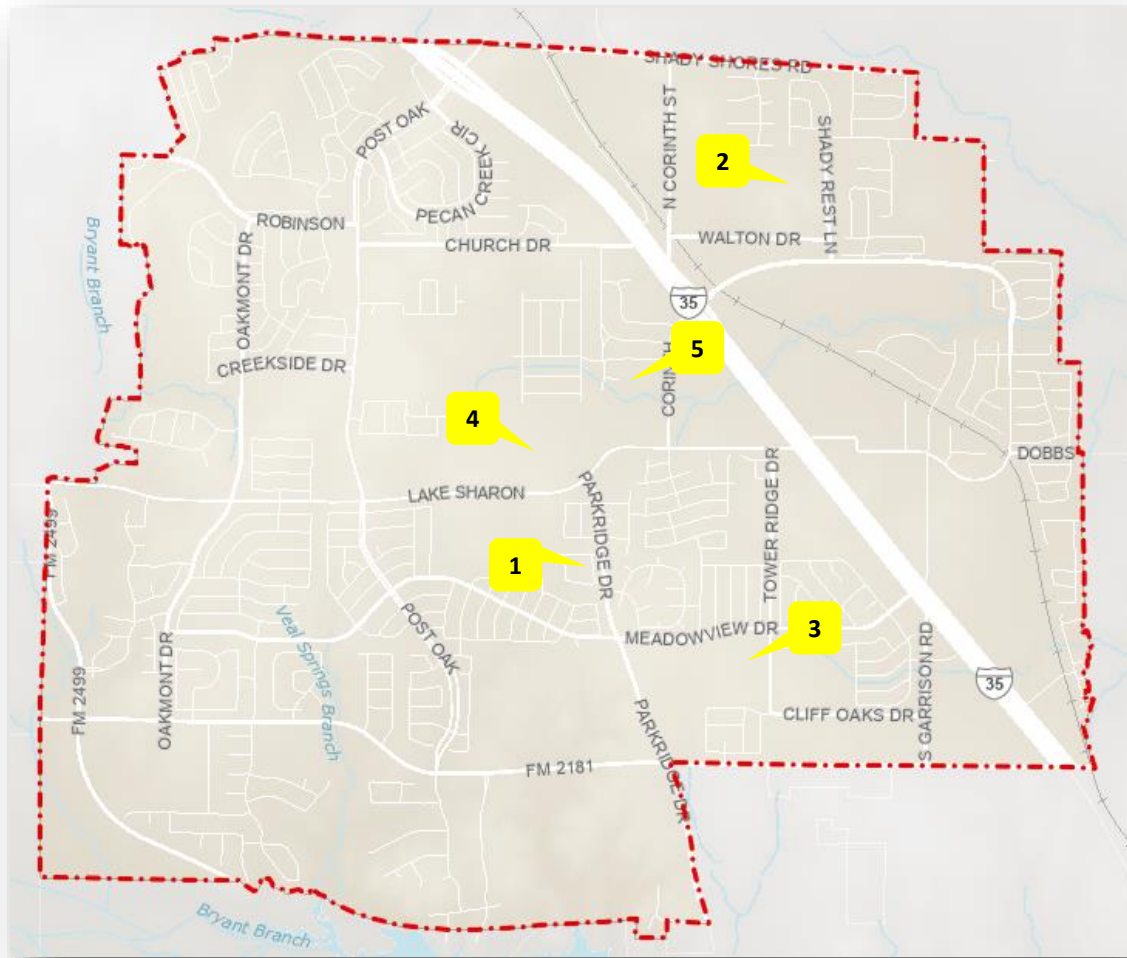 SHADY SHORES RD
POST OAK
N CORINTH ST
SHADY REST LN
2
PECAN CREEK CIR
ROBINSON
CHURCH DR
WALTON DR
Bryant Branch
OAKMONT DR
35
5
CREEKSIDE DR
4
DOBBS
LAKE SHARON
PARKRIDGE DR
TOWER RIDGE DR
FM 2499
1
POST OAK
MEADOWVIEW DR
3
Veal Springs Branch
OAKMONT DR
FM 2499
S GARRISON RD
35
CLIFF OAKS DR
PARKRIDGE DR
FM 2181
Bryant Branch